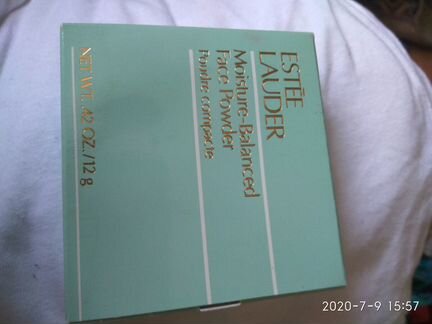 ESTĒE
LAUDER
Moisture-Balanced
Face Powder
Poudre compacte
NET WT. .42 OZ./12 g
2020-7-9 15:57